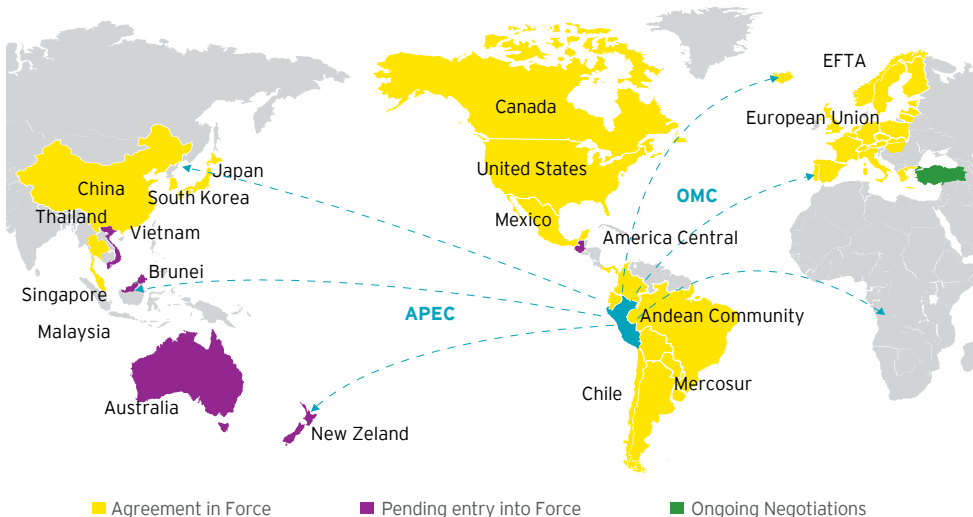 EFTA
Canada
European Union
Japan
United States
China
South Korea
OMC
Thailand
Mexico
Vietnam
America Central
Brunei
Singapore
APEC
Andean Community
Malaysia
Chile
Mercosur
Australia
New Zeland
Agreement in Force
Pending entry into Force
Ongoing Negotiations